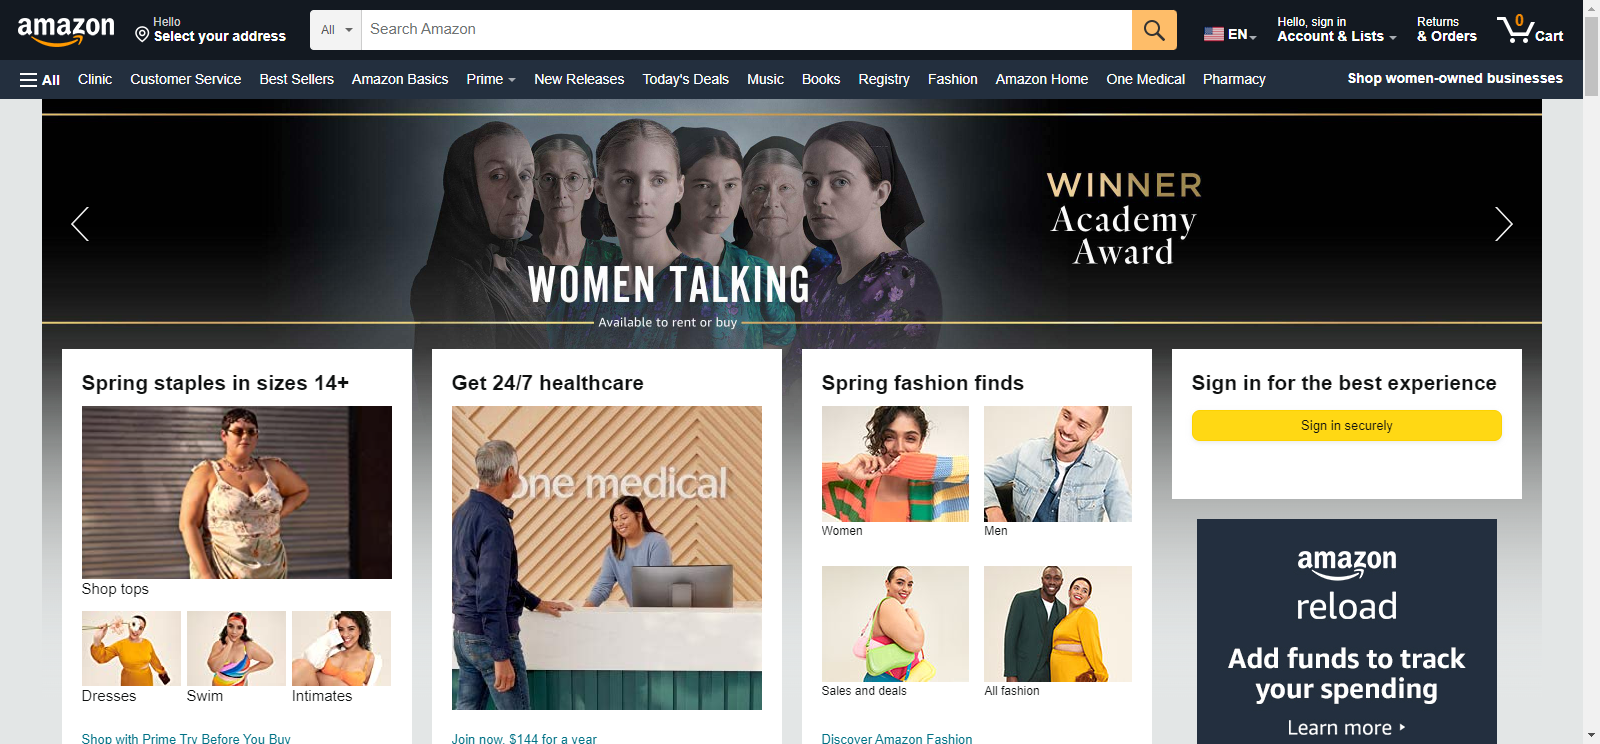 amazon
Hello
Select your address
All
Search Amazon
EN
Hello, sign in
Account & Lists
Returns
& Orders
0
Cart
All
Clinic
Customer Service
Best Sellers
Amazon Basics
Prime
New Releases
Today's Deals
Music
Books
Registry
Fashion
Amazon Home
One Medical
Pharmacy
Shop women-owned businesses
WINNER
Academy
Award
WOMEN TALKING
Available to rent or buy
Spring staples in sizes 14+
Shop tops
Dresses
Swim
Intimates
Shop with Prime Try Before You Buy
Get 24/7 healthcare
one medical
Join now, $144 for a year
Spring fashion finds
Women
Men
Sales and deals
All fashion
Discover Amazon Fashion
Sign in for the best experience
Sign in securely
amazon
reload
Add funds to track
your spending
Learn more